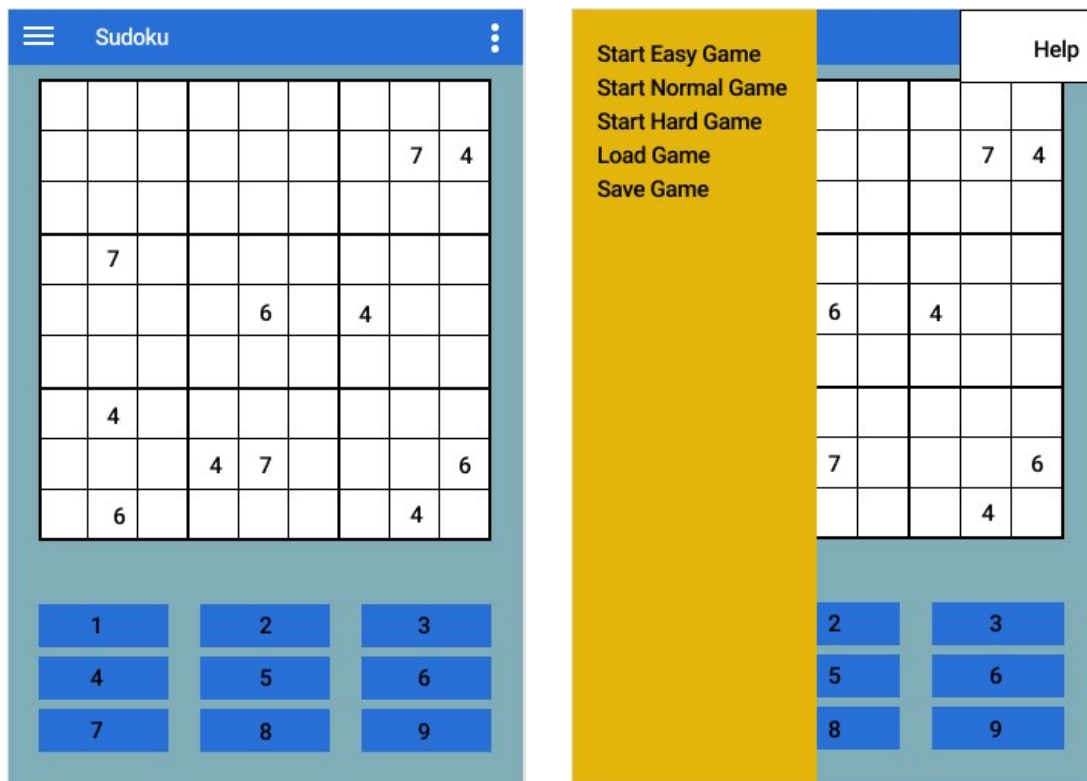 Sudoku
7 4
7
6 4
4
4 7 6
6 4
1 2 3
4 5 6
7 8 9
Help
Start Easy Game
Start Normal Game
Start Hard Game
Load Game
Save Game
7 4
6 4
7 6
4
2 3
5 6
8 9